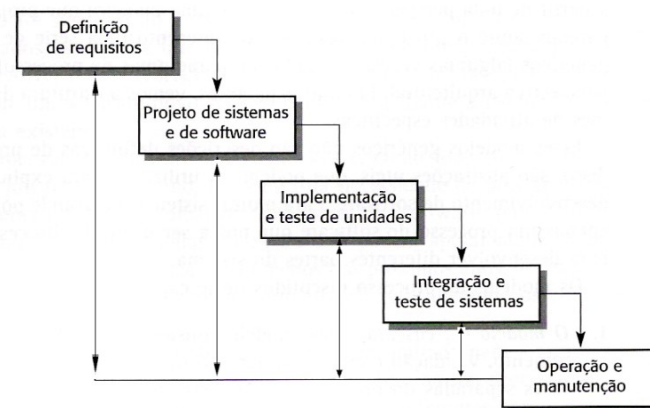 Definição
de requisitos
Projeto de sistemas
e de software
Implementação
e teste de unidades
Integração e
teste de sistemas
Operação e
manutenção